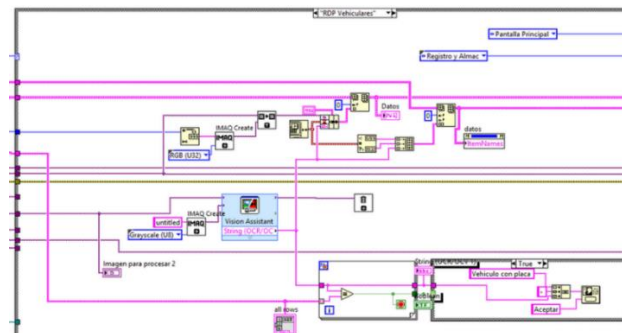 "RDP Vehiculares"
Pantalla Principal
Registro y Almac
Datos
IMAQ Create
RGB (U32)
datos
ItemNames
IMAQ Create
untitled
Vision Assistant
Grayscale (U8)
String (OCR/OC
Imagen para procesar 2
String
True
Vehiculo con placa
all rows
Aceptar